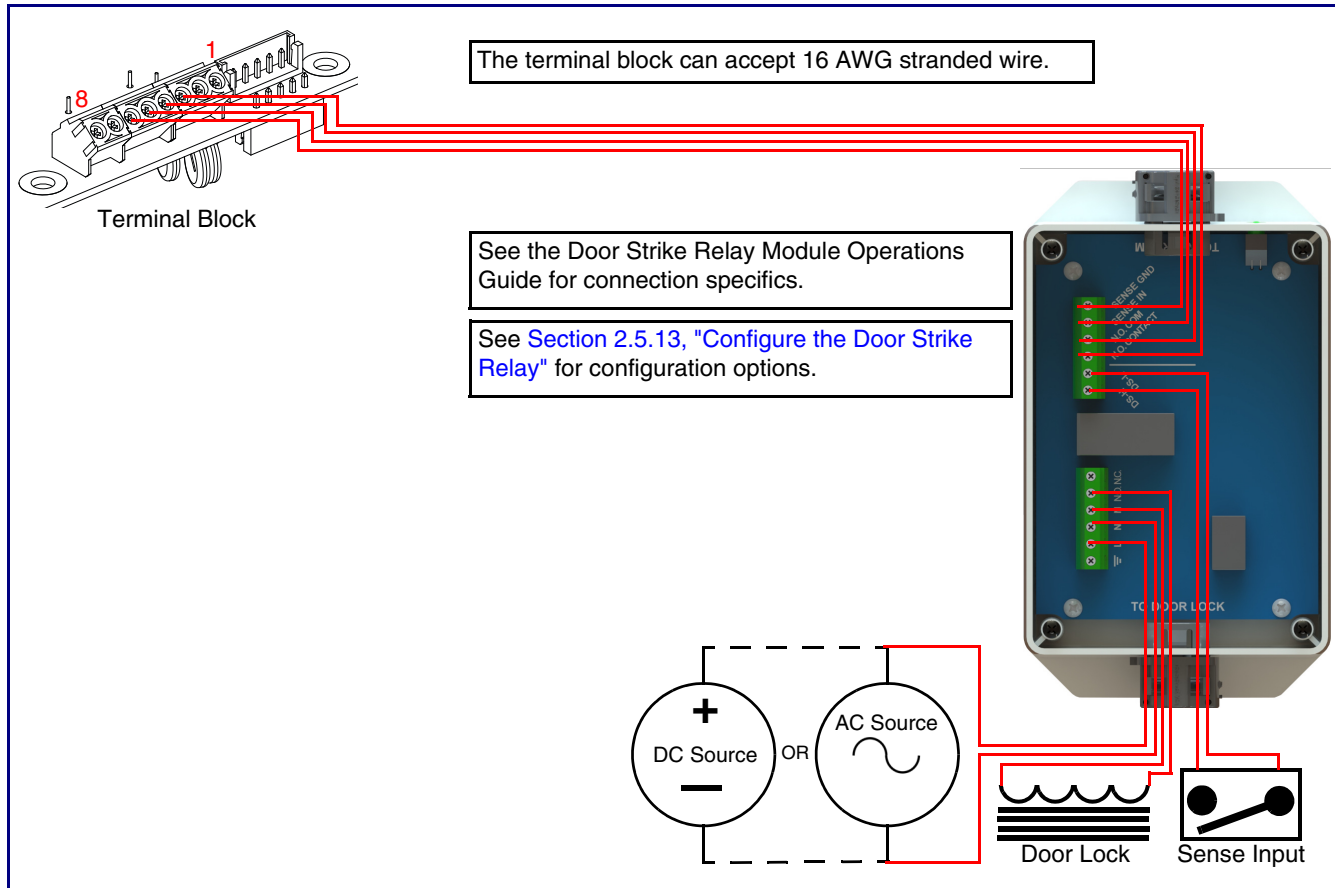 1
The terminal block can accept 16 AWG stranded wire.
8
Terminal Block
See the Door Strike Relay Module Operations
Guide for connection specifics.
See Section 2.5.13, "Configure the Door Strike
Relay" for configuration options.
SENSE GND
SENSE IN
N.O. COM
N.O. CONTACT
N.C.
N.O.
N
L
TO DOOR LOCK
+
DC Source
OR
AC Source
Door Lock
Sense Input